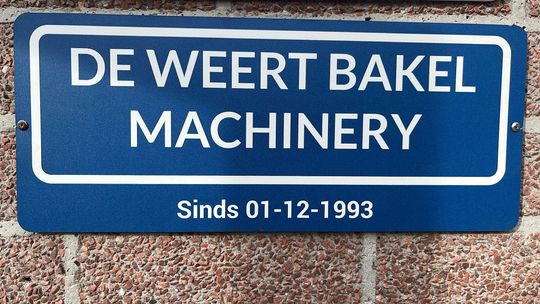 DE WEERT BAKEL
MACHINERY
Sinds 01-12-1993